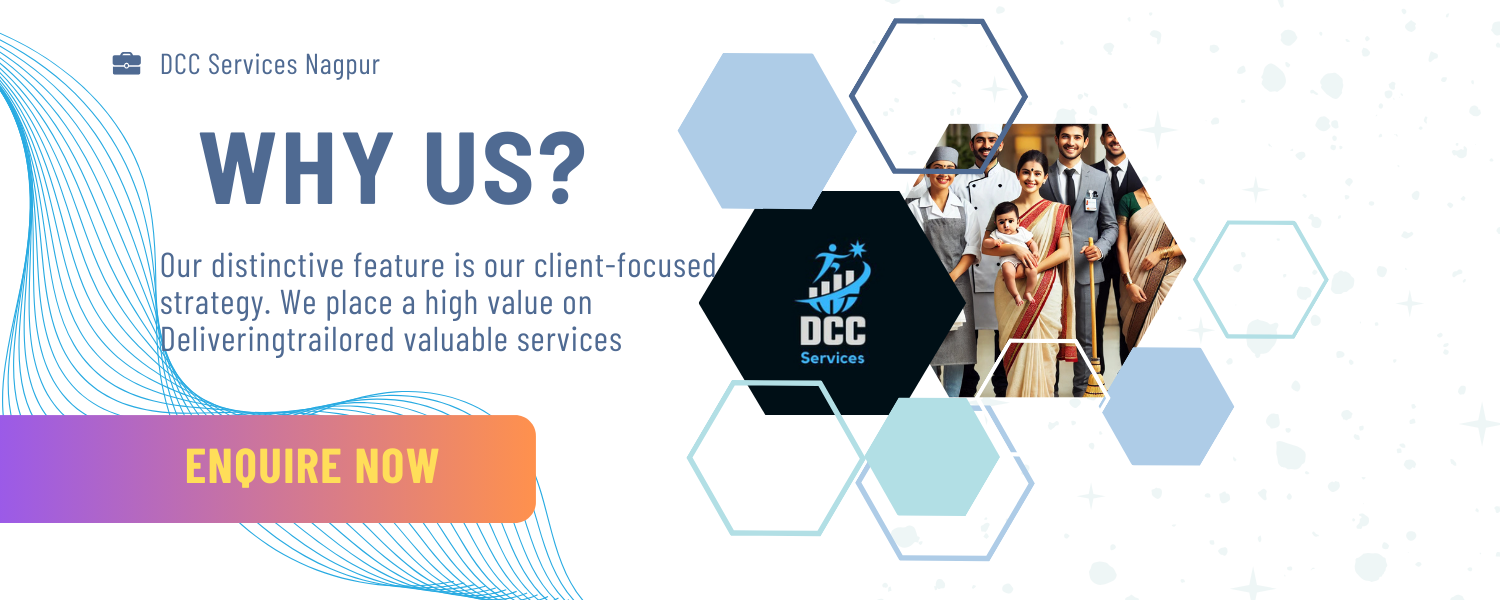 DCC Services Nagpur
WHY US?
Our distinctive feature is our client-focused
strategy. We place a high value on
Deliveringtrailored valuable services
DCC
Services
ENQUIRE NOW